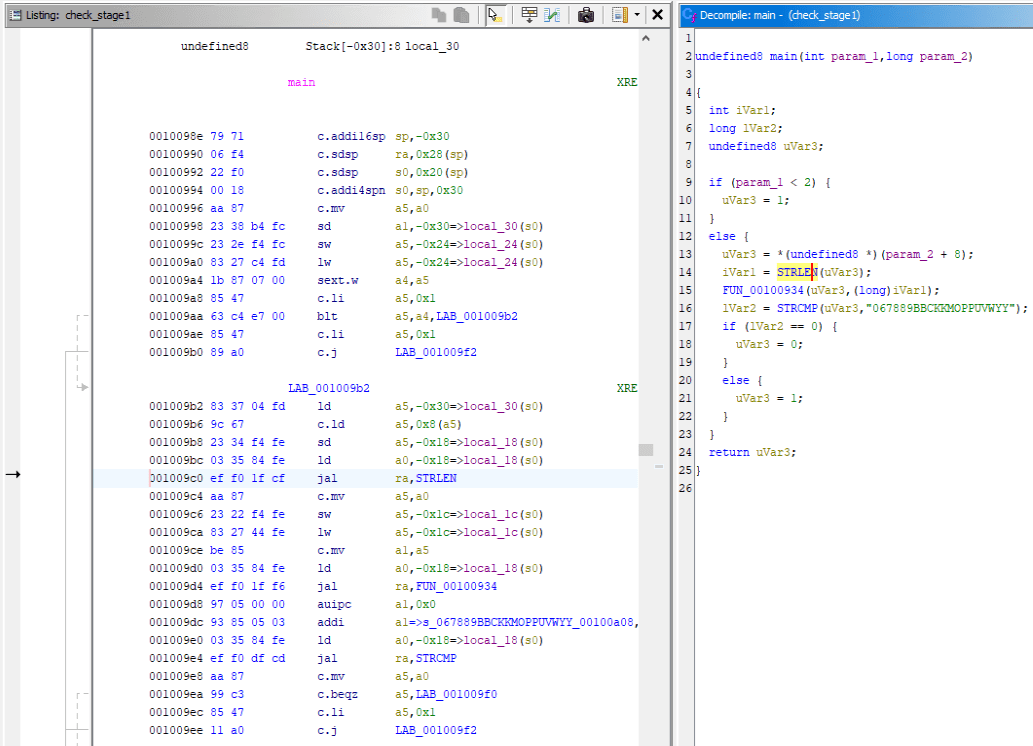 Listing: check_stage1
undefined8 Stack[-0x30]:8 local_30
main XRE
0010098e 79 71 c.addi16sp sp,-0x30
00100990 06 f4 c.sdsp ra,0x28(sp)
00100992 22 f0 c.sdsp s0,0x20(sp)
00100994 00 18 c.addi4spn s0,sp,0x30
00100996 aa 87 c.mv a5,a0
00100998 23 38 b4 fc sd a1,-0x30=>local_30(s0)
0010099c 23 2e f4 fc sw a5,-0x24=>local_24(s0)
001009a0 83 27 c4 fd lw a5,-0x24=>local_24(s0)
001009a4 1b 87 07 00 sext.w a4,a5
001009a8 85 47 c.li a5,0x1
001009aa 63 c4 e7 00 blt a5,a4,LAB_001009b2
001009ae 85 47 c.li a5,0x1
001009b0 89 a0 c.j LAB_001009f2
LAB_001009b2 XRE
001009b2 83 37 04 fd ld a5,-0x30=>local_30(s0)
001009b6 9c 67 c.ld a5,0x8(a5)
001009b8 23 34 f4 fe sd a5,-0x18=>local_18(s0)
001009bc 03 35 84 fe ld a0,-0x18=>local_18(s0)
001009c0 ef f0 1f cf jal ra,STRLEN
001009c4 aa 87 c.mv a5,a0
001009c6 23 22 f4 fe sw a5,-0x1c=>local_1c(s0)
001009ca 83 27 44 fe lw a5,-0x1c=>local_1c(s0)
001009ce be 85 c.mv a1,a5
001009d0 03 35 84 fe ld a0,-0x18=>local_18(s0)
001009d4 ef f0 1f f6 jal ra,FUN_00100934
001009d8 97 05 00 00 auipc a1,0x0
001009dc 93 85 05 03 addi a1=>s_067889BBCKKMOPPUVWYY_00100a08,
001009e0 03 35 84 fe ld a0,-0x18=>local_18(s0)
001009e4 ef f0 df cd jal ra,STRCMP
001009e8 aa 87 c.mv a5,a0
001009ea 99 c3 c.beqz a5,LAB_001009f0
001009ec 85 47 c.li a5,0x1
001009ee 11 a0 c.j LAB_001009f2
Decompile: main - (check_stage1)
1
2 undefined8 main(int param_1,long param_2)
3
4 {
5 int iVar1;
6 long lVar2;
7 undefined8 uVar3;
8
9 if (param_1 < 2) {
10 uVar3 = 1;
11 }
12 else {
13 uVar3 = *(undefined8 *)(param_2 + 8);
14 iVar1 = STRLEN(uVar3);
15 FUN_00100934(uVar3,(long)iVar1);
16 lVar2 = STRCMP(uVar3,"067889BBCKKMOPPUVWYY");
17 if (lVar2 == 0) {
18 uVar3 = 0;
19 }
20 else {
21 uVar3 = 1;
22 }
23 }
24 return uVar3;
25 }
26